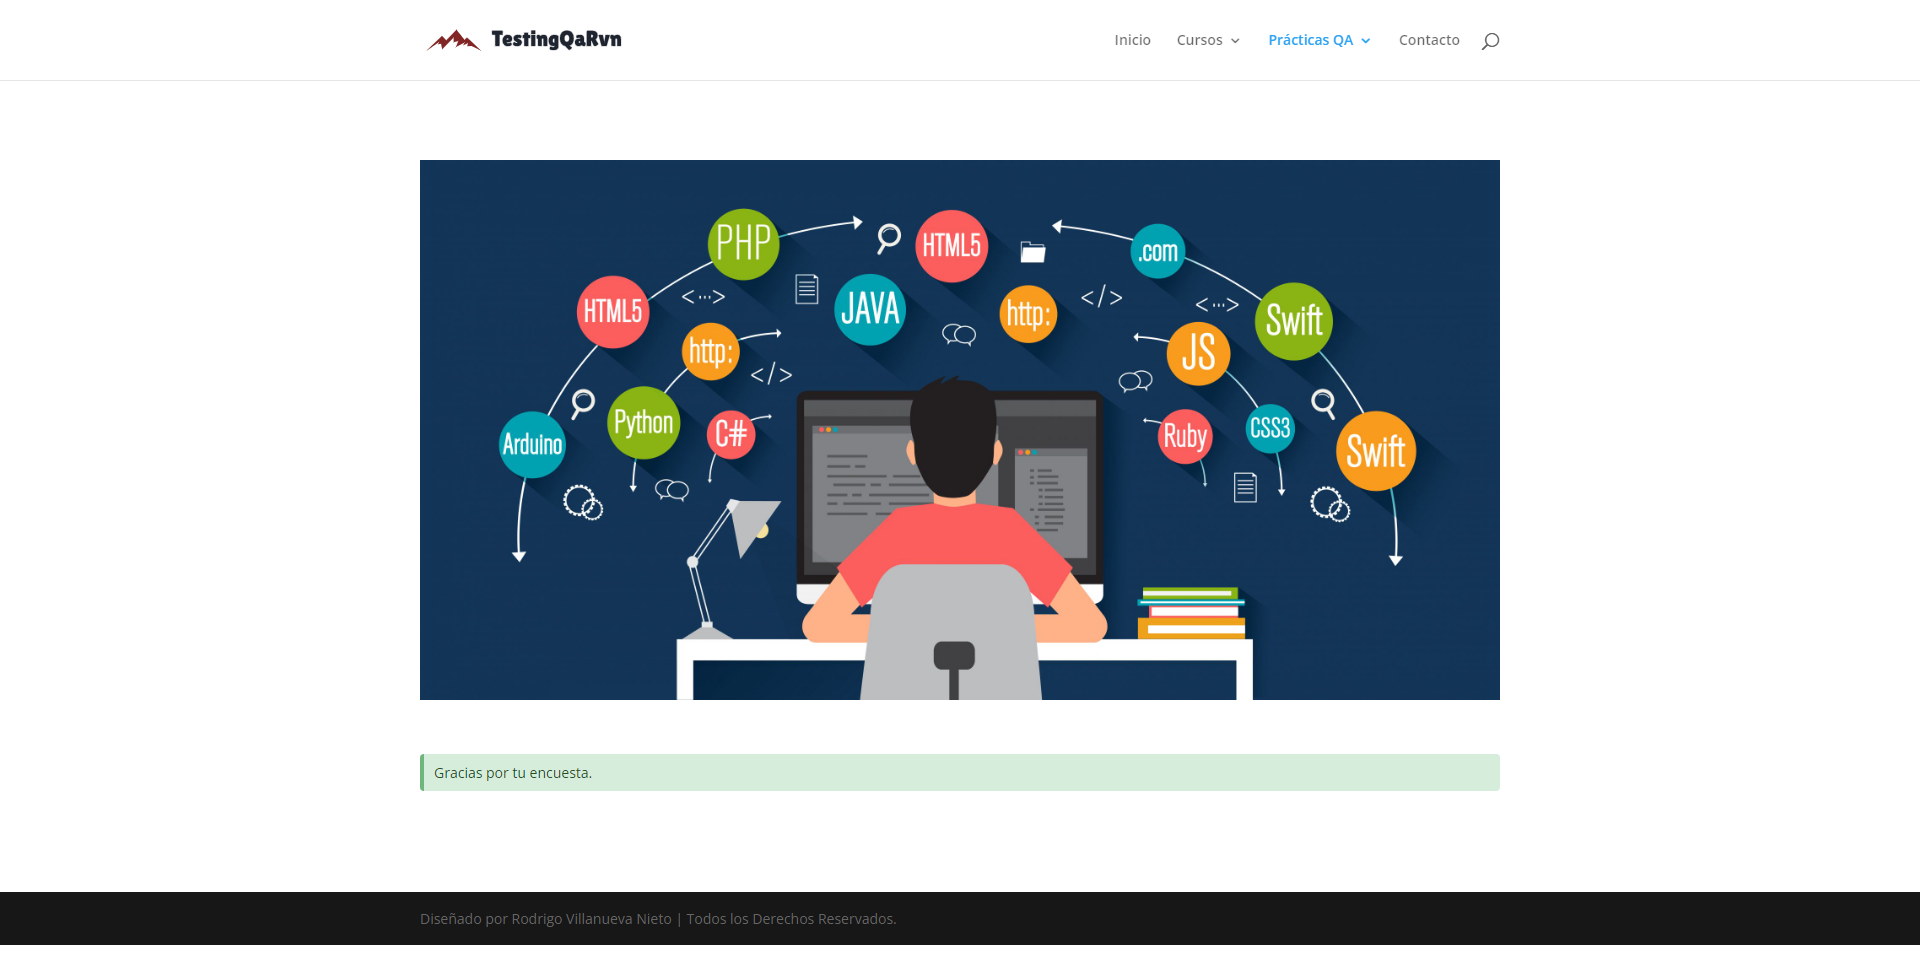 TestingQaRvn
Inicio Cursos Prácticas QA Contacto
PHP
HTML5
.com
HTML5
JAVA
http:
Swift
http:
JS
Arduino
Python
C#
Ruby
CSS3
Swift
<···>
</>
<···>
</>
Gracias por tu encuesta.
Diseñado por Rodrigo Villanueva Nieto | Todos los Derechos Reservados.